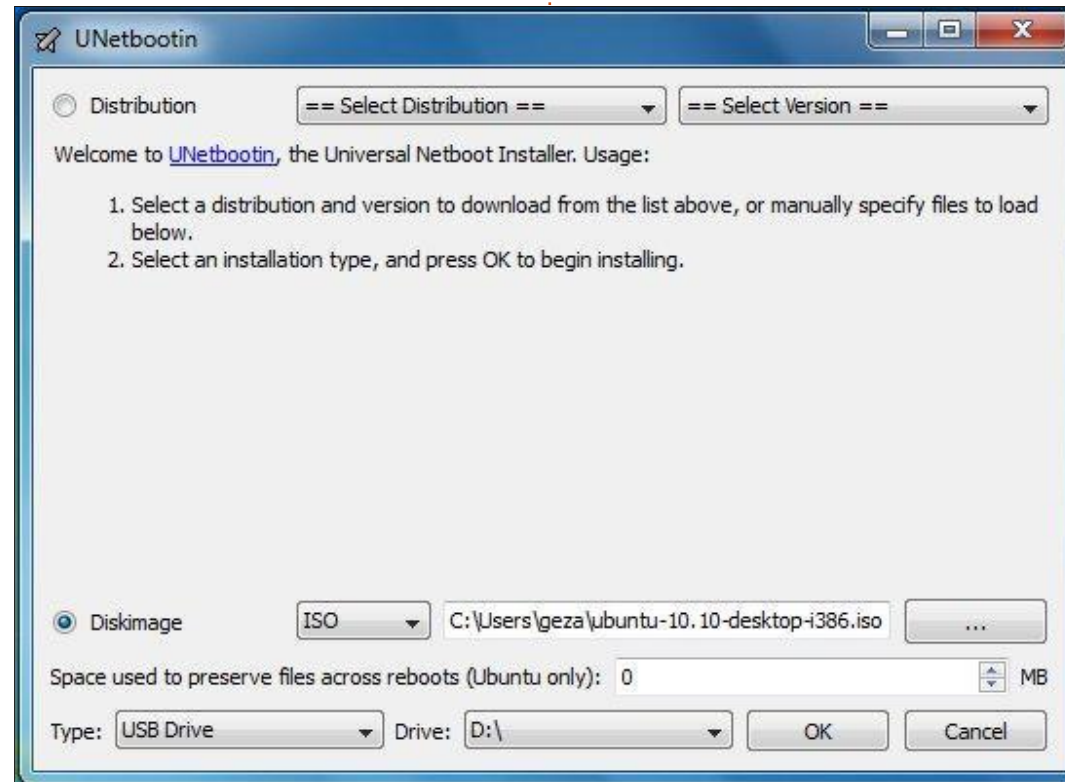 UNetbootin
Distribution == Select Distribution == == Select Version ==
Welcome to UNetbootin, the Universal Netboot Installer. Usage:
1. Select a distribution and version to download from the list above, or manually specify files to load
below.
2. Select an installation type, and press OK to begin installing.
Diskimage ISO C:\Users\geza\ubuntu-10.10-desktop-i386.iso ...
Space used to preserve files across reboots (Ubuntu only): 0 MB
Type: USB Drive Drive: D:\ OK Cancel